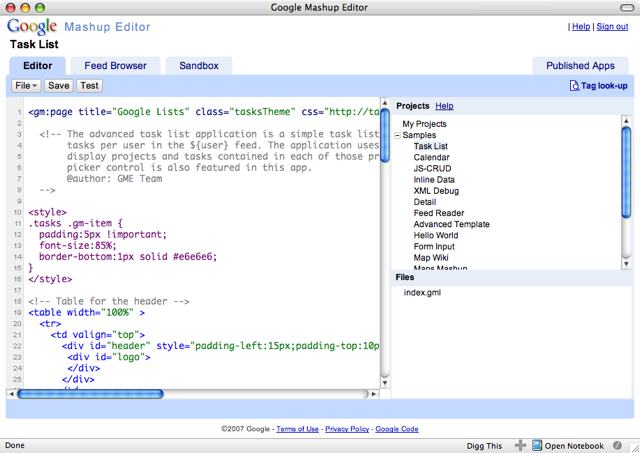 Google Mashup Editor
Google Mashup Editor
| Help | Sign out
Task List
Editor Feed Browser Sandbox Published Apps
File Save Test Tag look-up
1 <gm:page title="Google Lists" class="tasksTheme" css="http://ta
2
3 <!-- The advanced task list application is a simple task list
4 tasks per user in the ${user} feed. The application uses
5 display projects and tasks contained in each of those pr
6 picker control is also featured in this app.
7 @author: GME Team
8 -->
9
10 <style>
11 .tasks .gm-item {
12 padding:5px !important;
13 font-size:85%;
14 border-bottom:1px solid #e6e6e6;
15 }
16 </style>
17
18 <!-- Table for the header -->
19 <table width="100%" >
20 <tr>
21 <td valign="top">
22 <div id="header" style="padding-left:15px;padding-top:10p
23 <div id="logo">
24 </div>
25 </div>
26 </td
Projects Help
My Projects
Samples
Task List
Calendar
JS-CRUD
Inline Data
XML Debug
Detail
Feed Reader
Advanced Template
Hello World
Form Input
Map Wiki
Maps Mashup
Files
index.gml
©2007 Google - Terms of Use - Privacy Policy - Google Code
Done Digg This Open Notebook